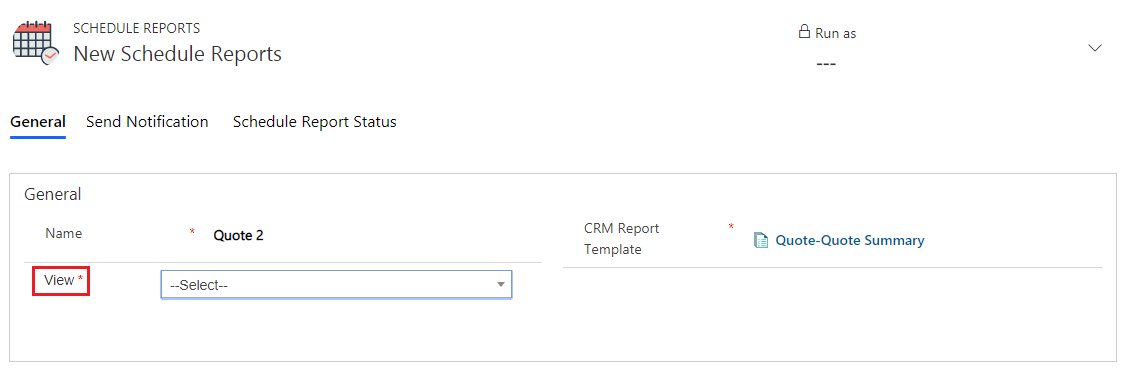 SCHEDULE REPORTS
New Schedule Reports
Run as
---
General Send Notification Schedule Report Status
General
Name * Quote 2
CRM Report Template * Quote-Quote Summary
View * --Select--